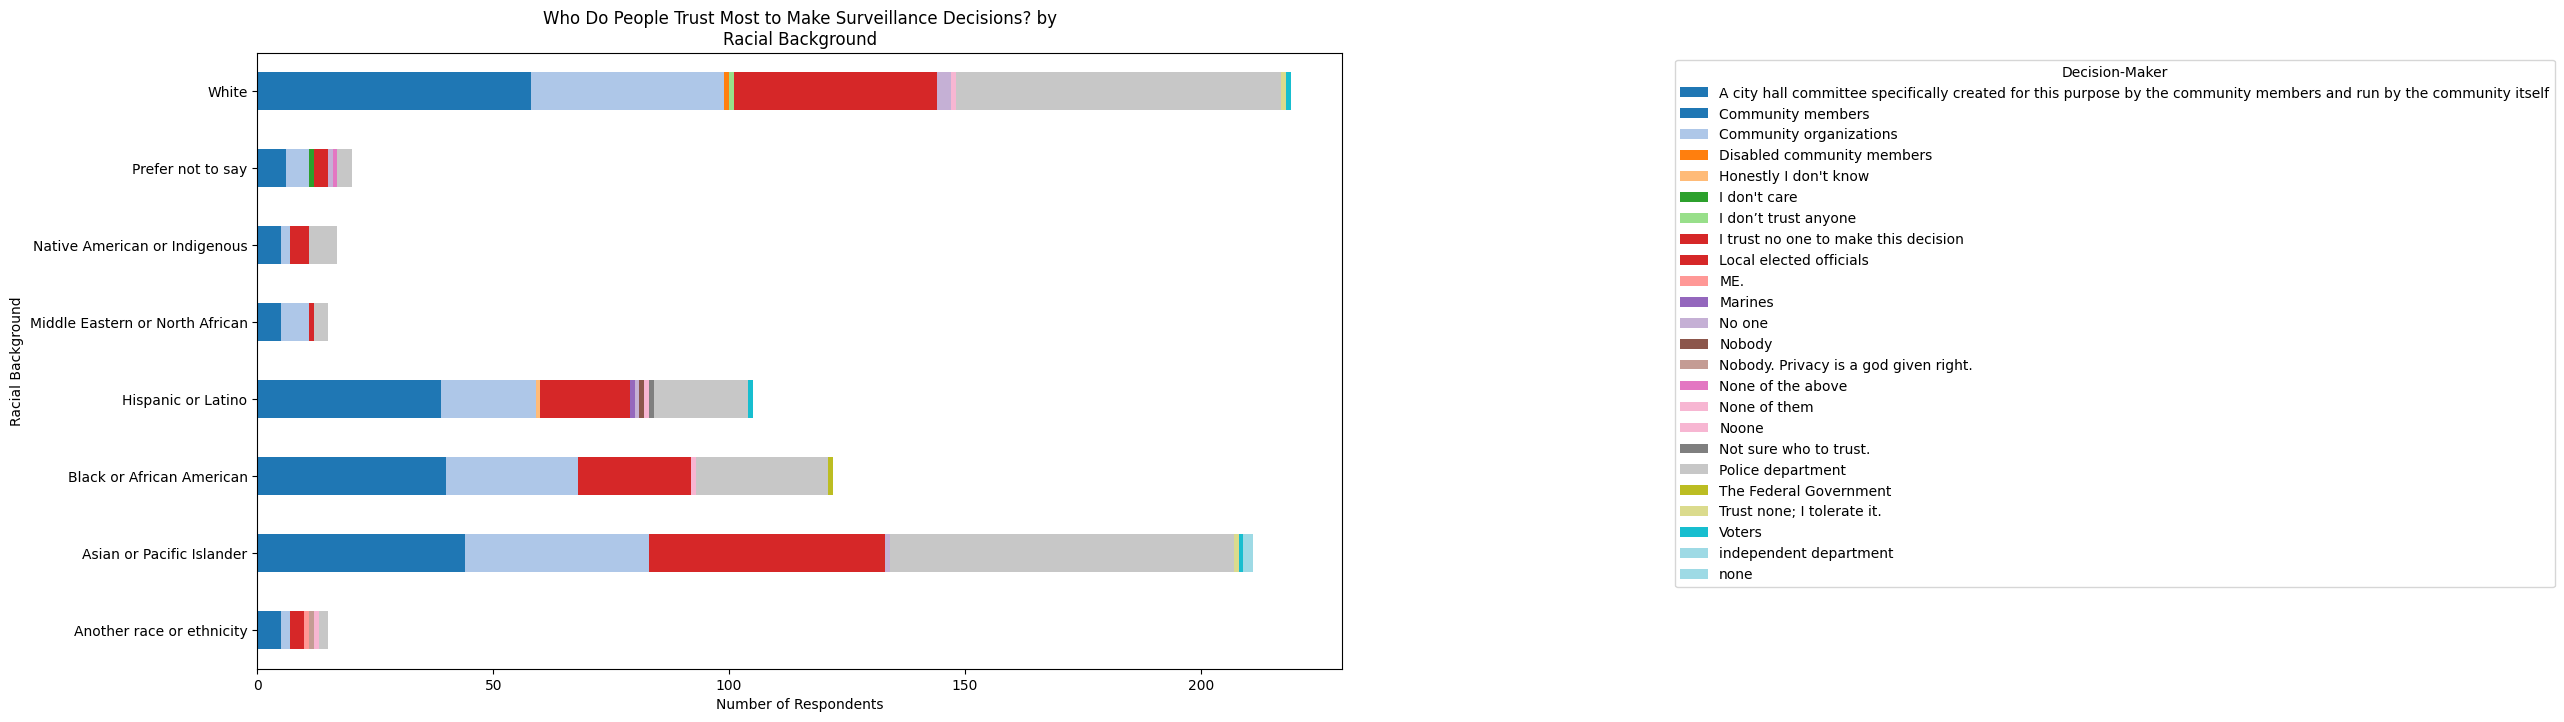 Who Do People Trust Most to Make Surveillance Decisions? by
Racial Background
White
Prefer not to say
Native American or Indigenous
Middle Eastern or North African
Hispanic or Latino
Black or African American
Asian or Pacific Islander
Another race or ethnicity
Racial Background
0 50 100 150 200
Number of Respondents
Decision-Maker
A city hall committee specifically created for this purpose by the community members and run by the community itself
Community members
Community organizations
Disabled community members
Honestly I don't know
I don't care
I don’t trust anyone
I trust no one to make this decision
Local elected officials
ME.
Marines
No one
Nobody
Nobody. Privacy is a god given right.
None of the above
None of them
Noone
Not sure who to trust.
Police department
The Federal Government
Trust none; I tolerate it.
Voters
independent department
none